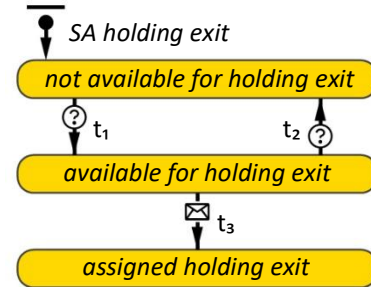 SA holding exit
not available for holding exit
?
t₁
t₂
?
available for holding exit
t₃
assigned holding exit